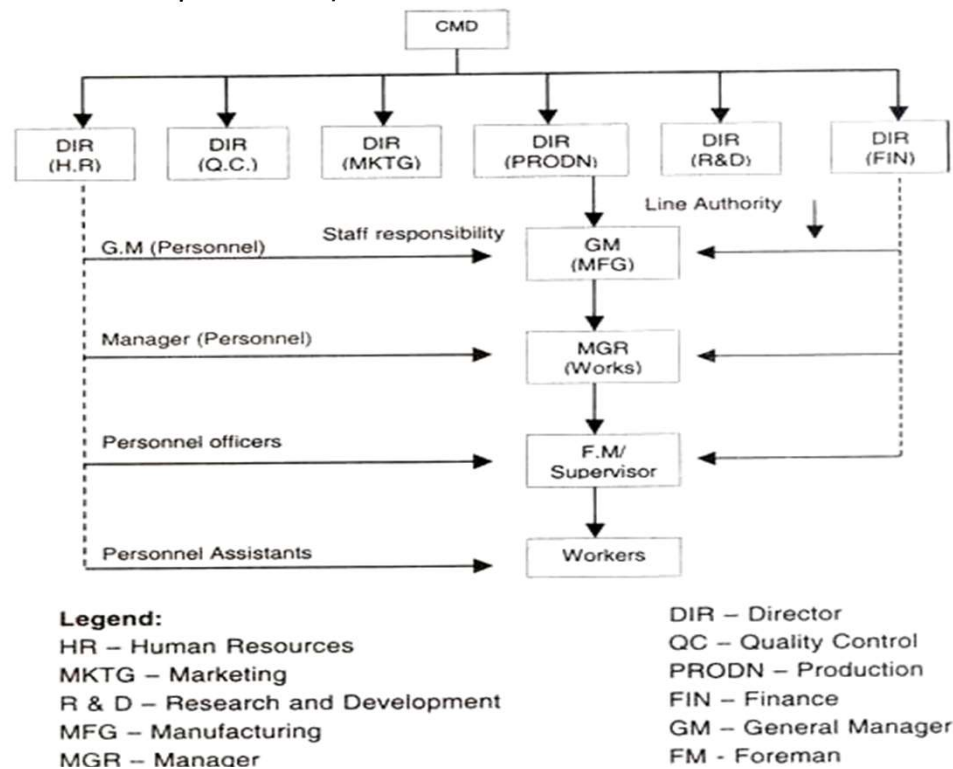 CMD
DIR
(H.R)
DIR
(Q.C.)
DIR
(MKTG)
DIR
(PRODN)
DIR
(R&D)
DIR
(FIN)
Line Authority
Staff responsibility
G.M (Personnel)
GM
(MFG)
Manager (Personnel)
MGR
(Works)
Personnel officers
F.M/
Supervisor
Personnel Assistants
Workers
Legend:
HR – Human Resources
MKTG – Marketing
R & D – Research and Development
MFG – Manufacturing
MGR – Manager
DIR – Director
QC – Quality Control
PRODN – Production
FIN – Finance
GM – General Manager
FM - Foreman